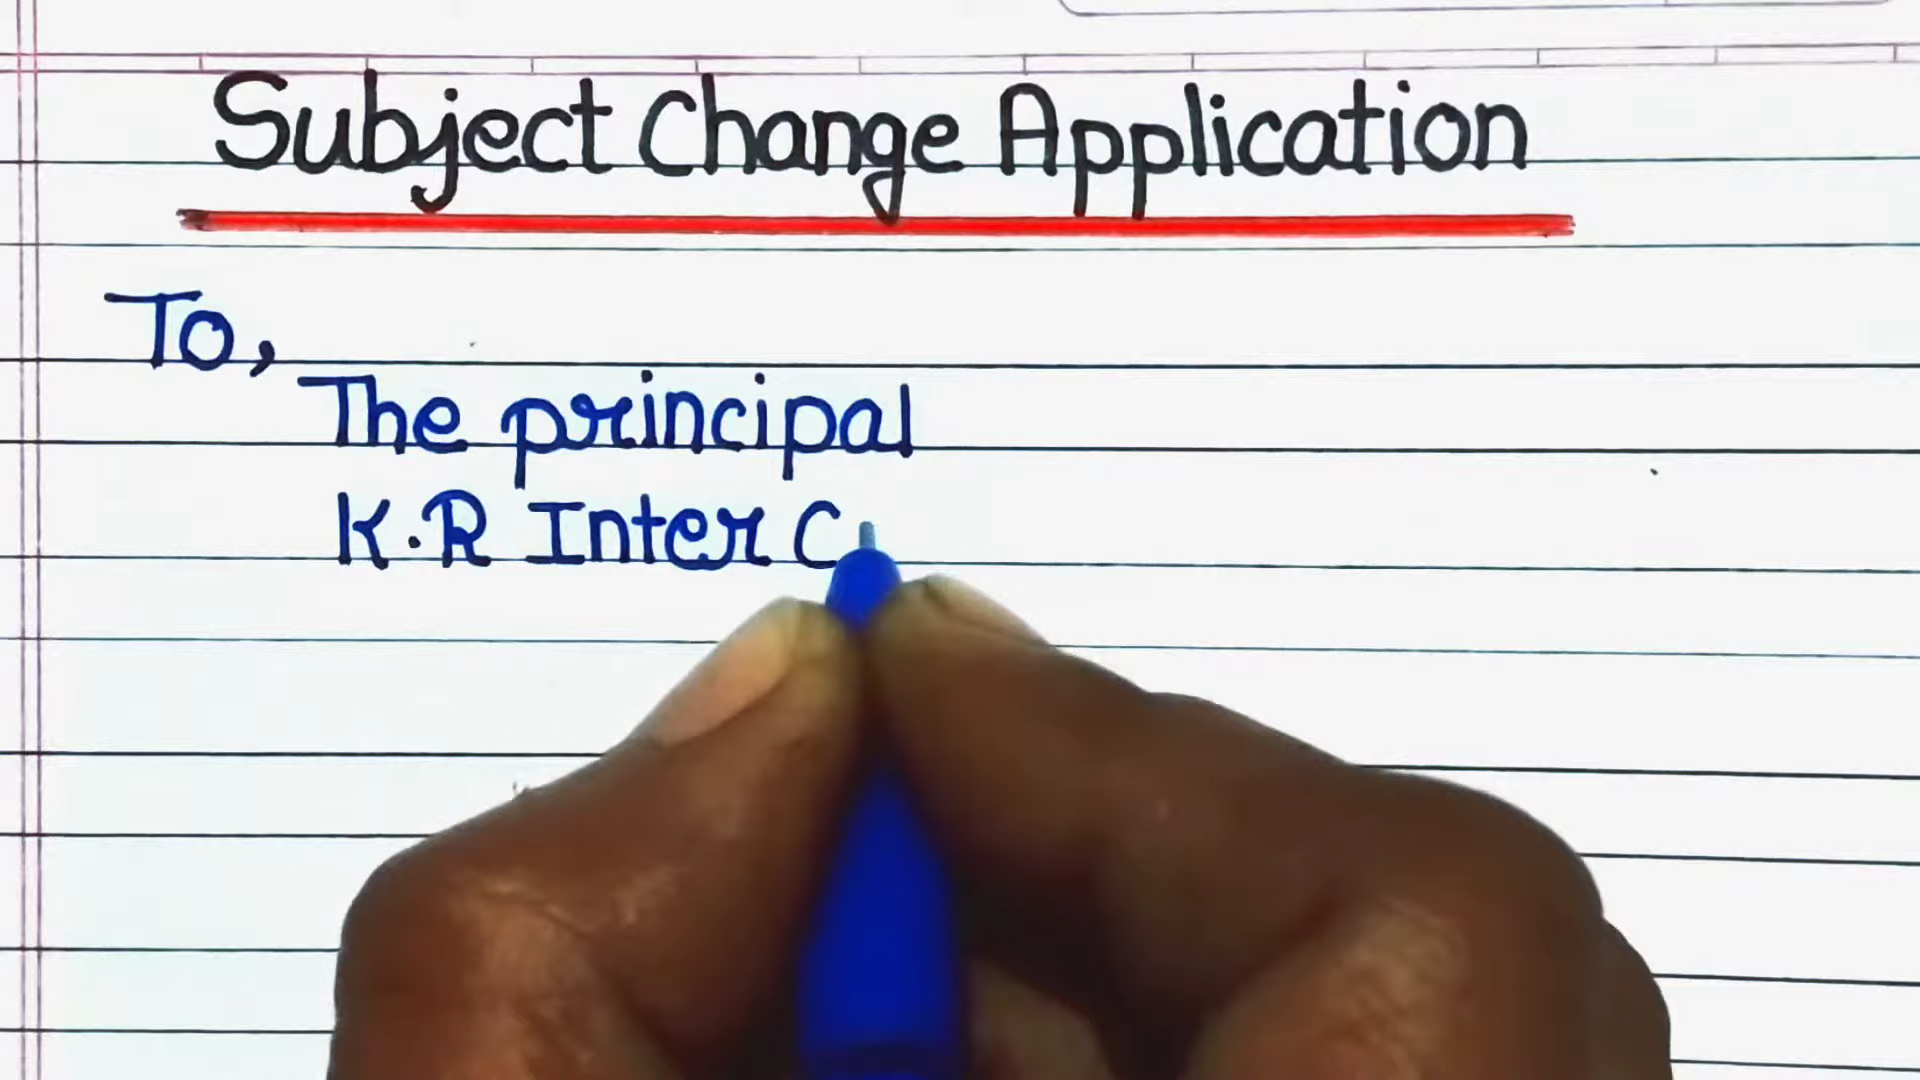 Subject Change Application
To,
The principal
K.R Inter C